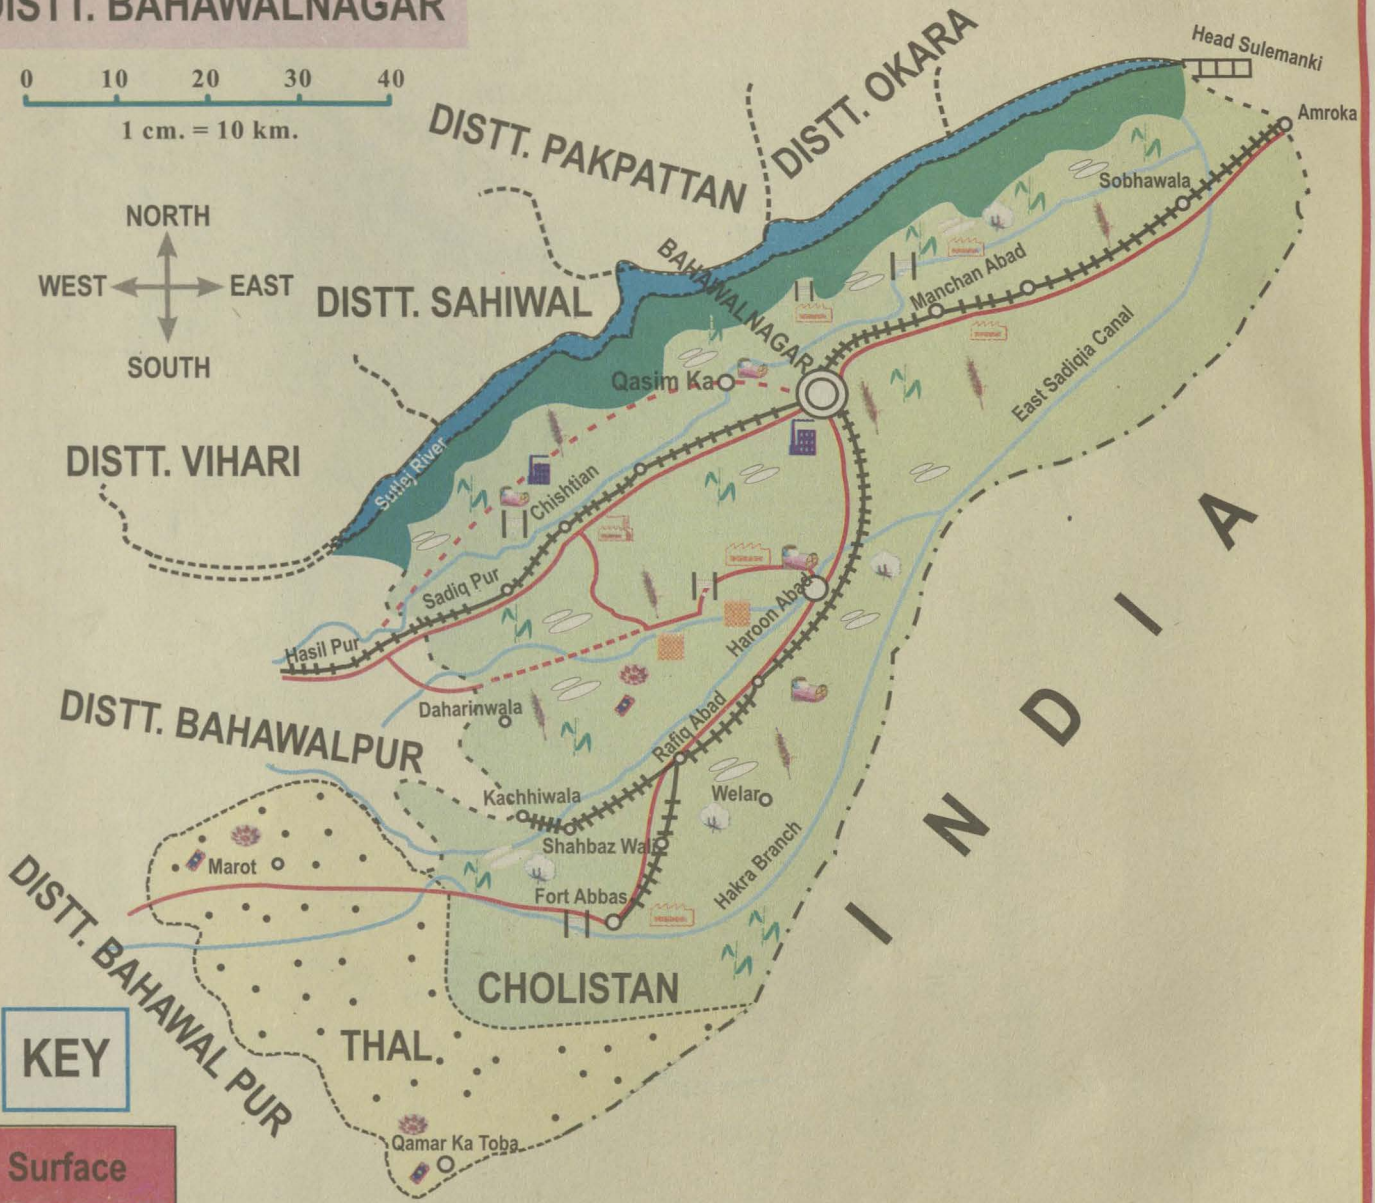 DISTT. BAHAWALNAGAR
0 10 20 30 40
1 cm. = 10 km.
NORTH
WEST EAST
SOUTH
DISTT. PAKPATTAN
DISTT. OKARA
Head Sulemanki
Amroka
Sobhawala
DISTT. SAHIWAL
BAHAWALNAGAR
Manchan Abad
Qasim Ka
East Sadiqia Canal
DISTT. VIHARI
Sutlej River
Chishtian
Sadiq Pur
Hasil Pur
Haroon Abad
INDIA
DISTT. BAHAWALPUR
Daharinwala
Rafiq Abad
Kachhiwala
Welar
Shahbaz Wali
Marot
Fort Abbas
Hakra Branch
DISTT. BAHAWAL PUR
CHOLISTAN
THAL
KEY
Qamar Ka Toba
Surface